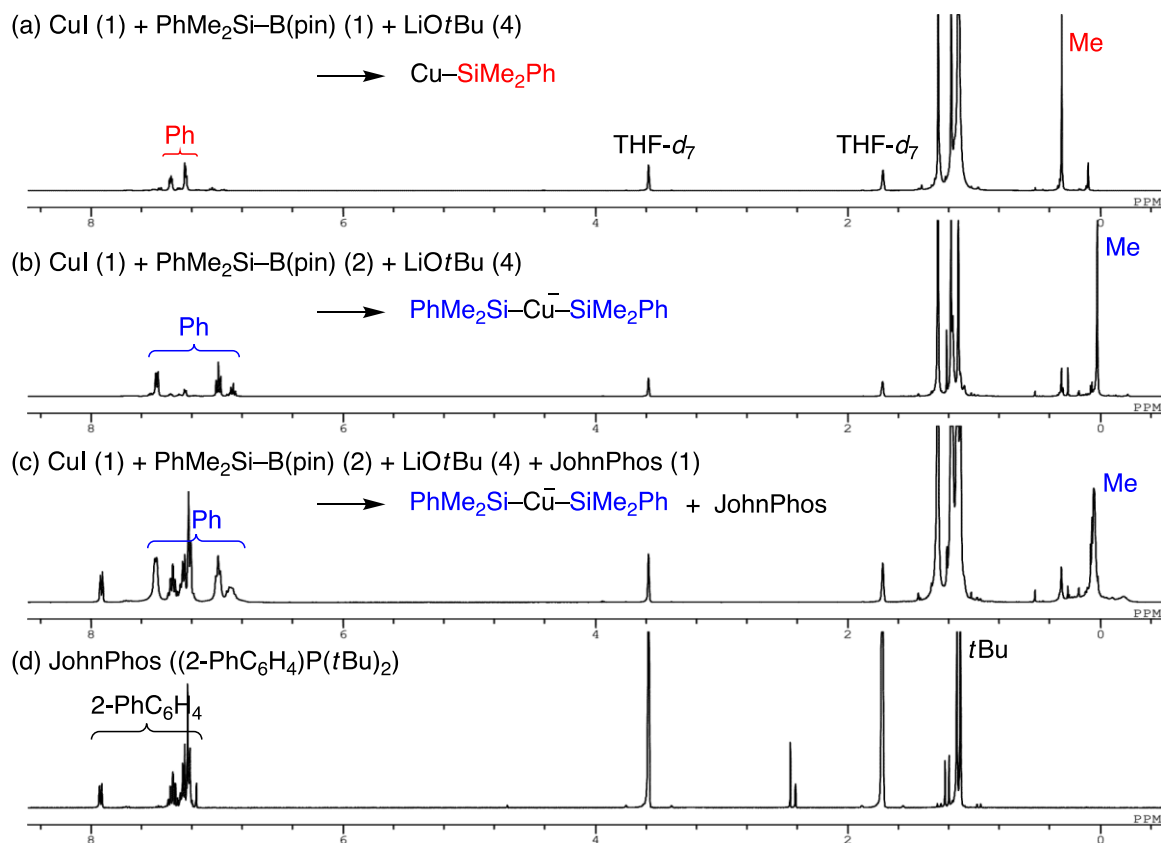 (a) CuI (1) + PhMe₂Si–B(pin) (1) + LiOtBu (4)
Cu–SiMe₂Ph
Me
Ph
THF-d₇
THF-d₇
8 6 4 2 0 PPM
(b) CuI (1) + PhMe₂Si–B(pin) (2) + LiOtBu (4)
PhMe₂Si–Cu⁻–SiMe₂Ph
Me
Ph
8 6 4 2 0 PPM
(c) CuI (1) + PhMe₂Si–B(pin) (2) + LiOtBu (4) + JohnPhos (1)
PhMe₂Si–Cu⁻–SiMe₂Ph + JohnPhos
Me
Ph
8 6 4 2 0 PPM
(d) JohnPhos ((2-PhC₆H₄)P(tBu)₂)
tBu
2-PhC₆H₄
8 6 4 2 0 PPM